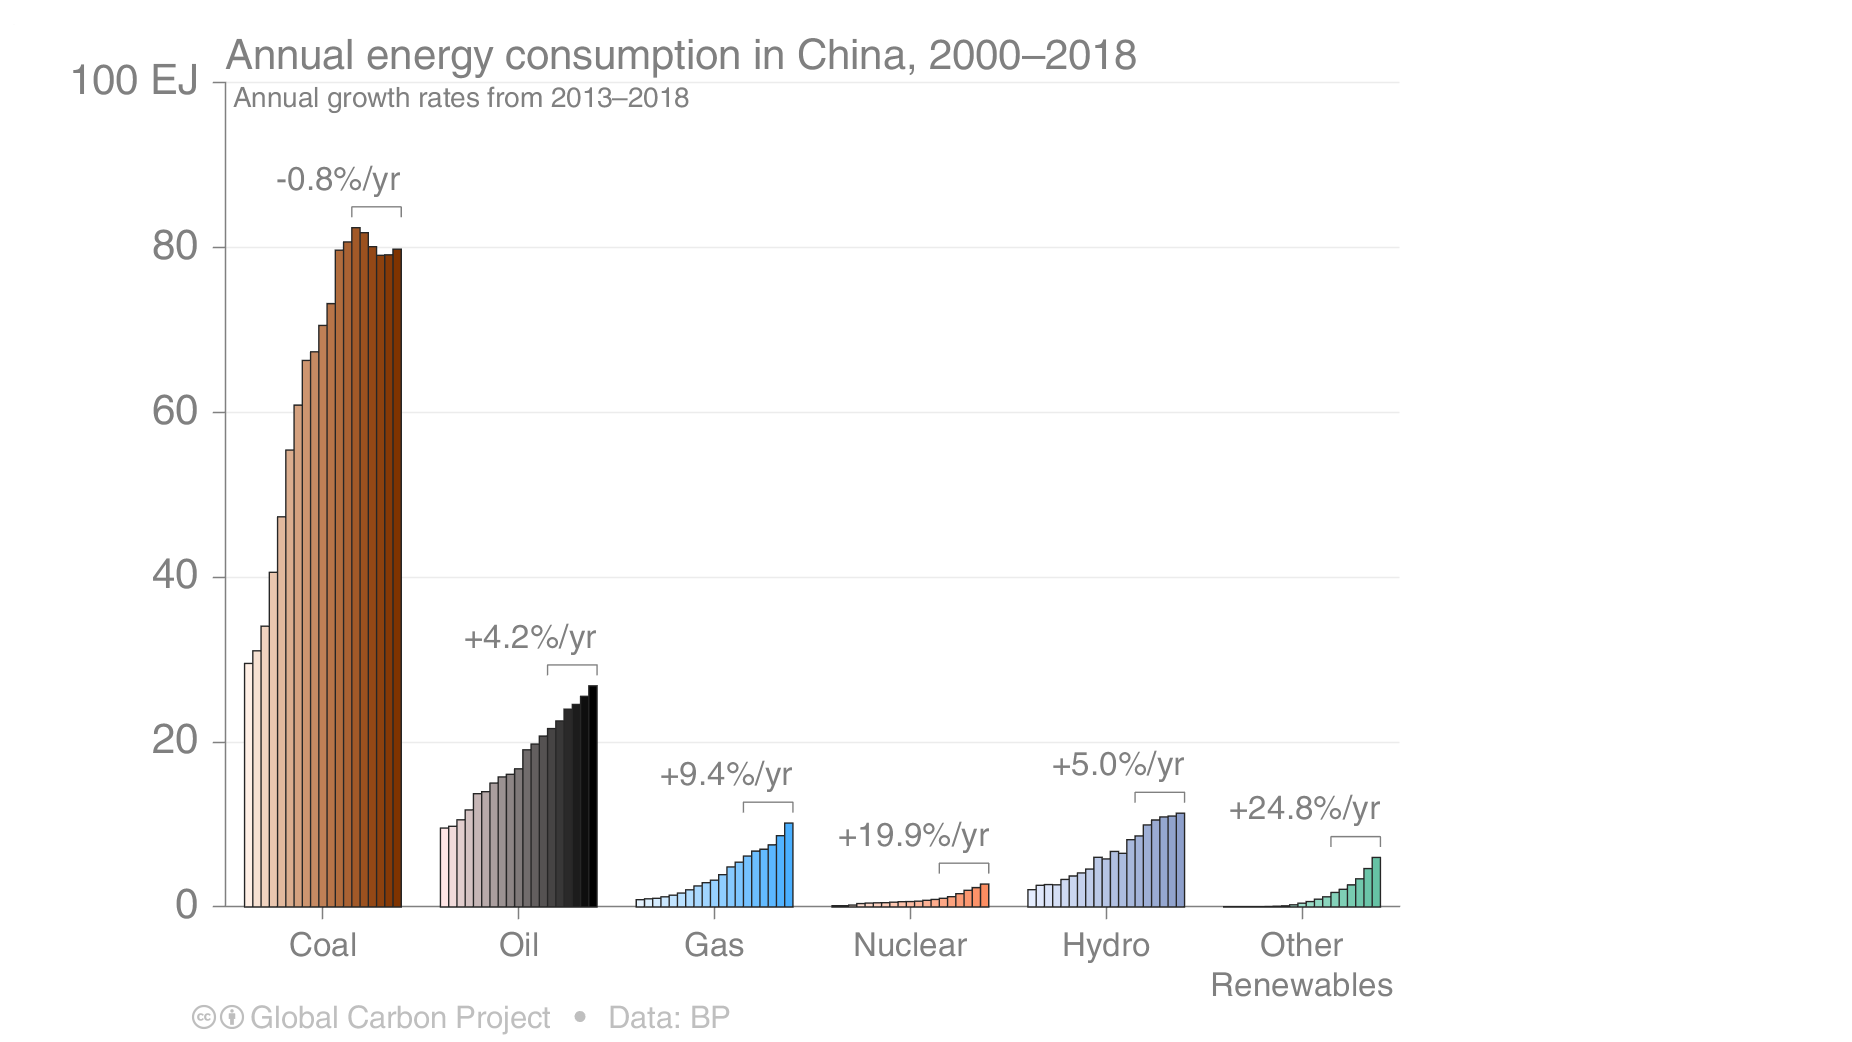 Annual energy consumption in China, 2000–2018
100 EJ
Annual growth rates from 2013–2018
-0.8%/yr
80
60
40
+4.2%/yr
20
+9.4%/yr
+19.9%/yr
+5.0%/yr
+24.8%/yr
0
Coal
Oil
Gas
Nuclear
Hydro
Other
Renewables
cc Global Carbon Project • Data: BP